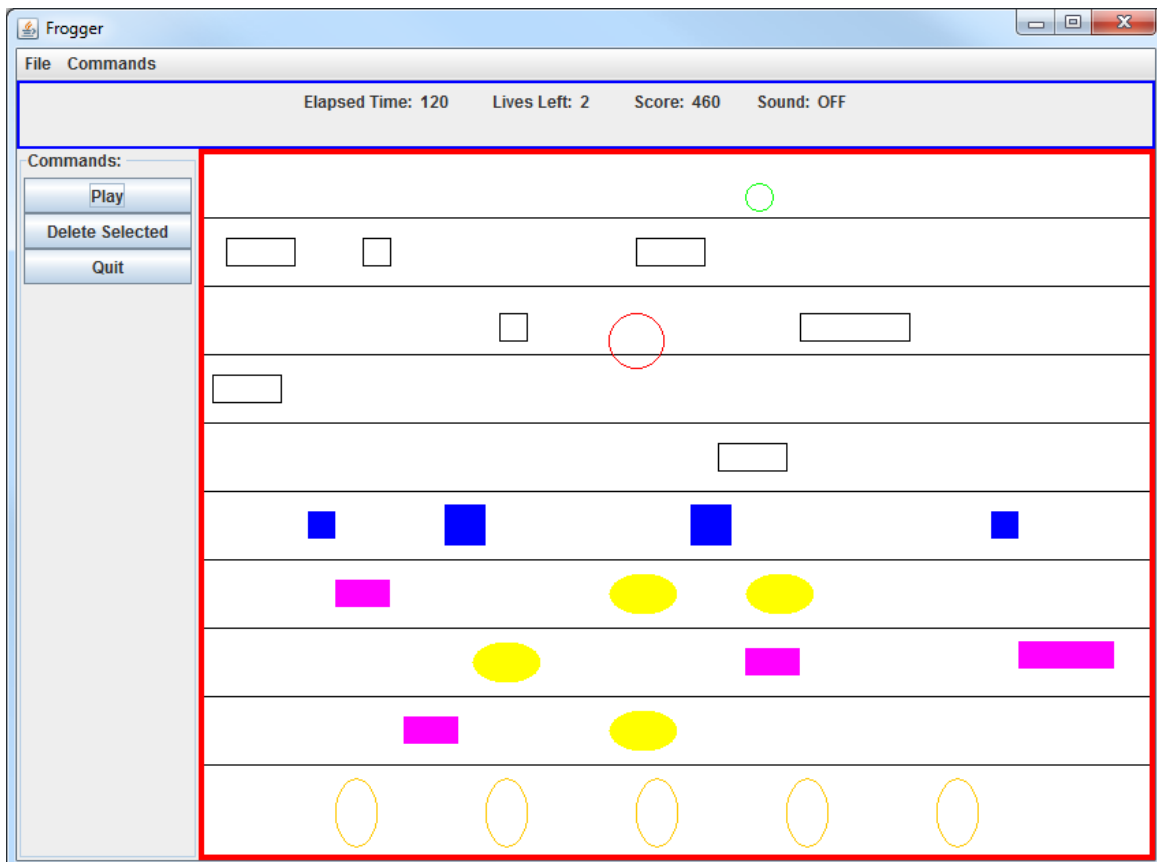 Frogger
File Commands
Elapsed Time: 120 Lives Left: 2 Score: 460 Sound: OFF
Commands:
Play
Delete Selected
Quit